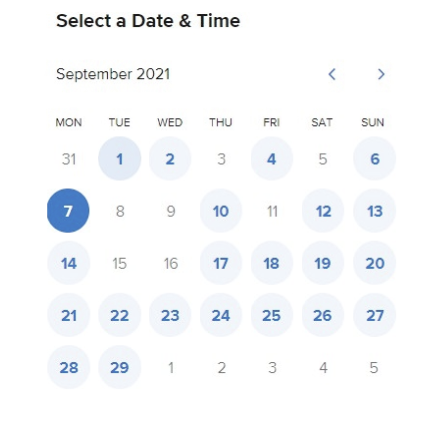 Select a Date & Time
September 2021
MON TUE WED THU FRI SAT SUN
31 1 2 3 4 5 6
7 8 9 10 11 12 13
14 15 16 17 18 19 20
21 22 23 24 25 26 27
28 29 1 2 3 4 5